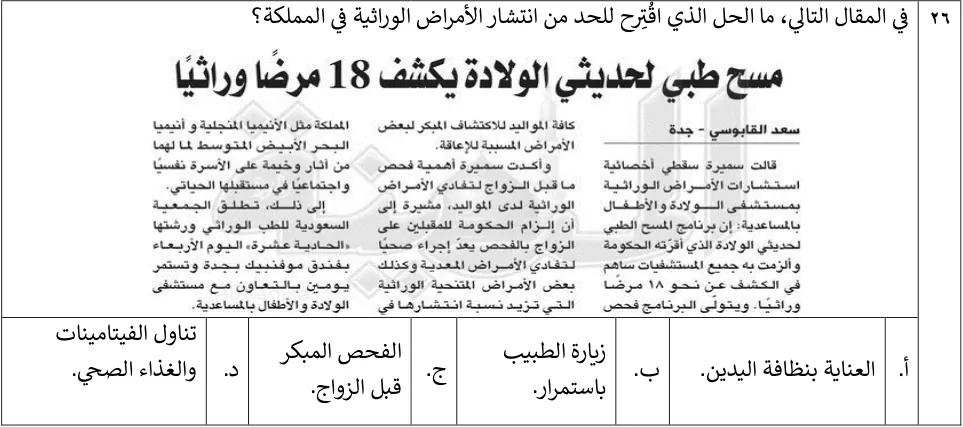 ٢٦ في المقال التالي، ما الحل الذي اقُتِرح للحد من انتشار الأمراض الوراثية في المملكة؟
مسح طبي لحديثي الولادة يكشف 18 مرضًا وراثيًا
سعد القابوسي - جدة
قالت سميرة سقطي أخصائية
استشارات الأمراض الوراثية
بمستشفى الولادة والأطفال
بالمساعدية: إن برنامج المسح الطبي
لحديثي الولادة الذي أقرّته الحكومة
وألزمت به جميع المستشفيات ساهم
في الكشف عن نحو ١٨ مرضًا
وراثيًا. ويتولّى البرنامج فحص
كافة المواليد للاكتشاف المبكر لبعض
الأمراض المسببة للإعاقة.
وأكدت سميرة أهمية فحص
ما قبل الزواج لتفادي الأمراض
الوراثية لدى المواليد، مشيرة إلى
أن إلزام الحكومة للمقبلين على
الزواج بالفحص يعدّ إجراء صحيًا
لتفادي الأمراض المعدية وكذلك
بعض الأمراض المتنحية الوراثية
التي تزيد نسبة انتشارها في
المملكة مثل الأنيميا المنجلية و أنيميا
البحر الأبيض المتوسط لما لهما
من آثار وخيمة على الأسرة نفسيًا
واجتماعيًا في مستقبلها الحياتي.
إلى ذلك، تطلق الجمعية
السعودية للطب الوراثي ورشتها
«الحادية عشرة» اليوم الأربعاء
بفندق موفنبيك بجدة وتستمر
يومين بالتعاون مع مستشفى
الولادة والأطفال بالمساعدية.
المدينة
أ. العناية بنظافة اليدين.
ب. زيارة الطبيب
باستمرار.
ج. الفحص المبكر
قبل الزواج.
د. تناول الفيتامينات
والغذاء الصحي.